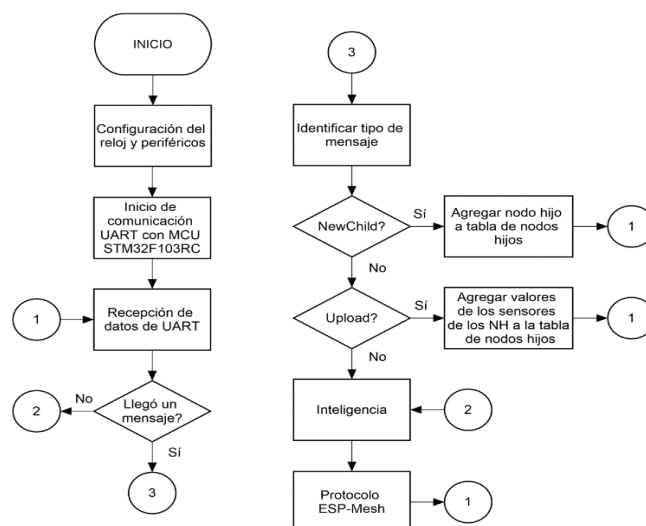 INICIO
Configuración del
reloj y periféricos
Inicio de
comunicación
UART con MCU
STM32F103RC
1
Recepción de
datos de UART
Llegó un
mensaje?
No
2
Sí
3
3
Identificar tipo de
mensaje
NewChild?
Sí
Agregar nodo hijo
a tabla de nodos
hijos
1
No
Upload?
Sí
Agregar valores
de los sensores
de los NH a la tabla
de nodos hijos
1
No
Inteligencia
2
Protocolo
ESP-Mesh
1